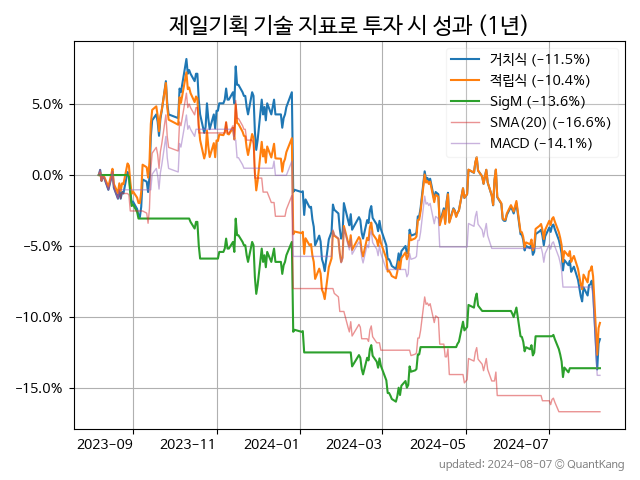 제일기획 기술 지표로 투자 시 성과 (1년)
거치식 (−11.5%)
적립식 (−10.4%)
SigM (−13.6%)
SMA(20) (−16.6%)
MACD (−14.1%)
5.0%
0.0%
−5.0%
−10.0%
−15.0%
2023-09 2023-11 2024-01 2024-03 2024-05 2024-07
updated: 2024-08-07 © QuantKang